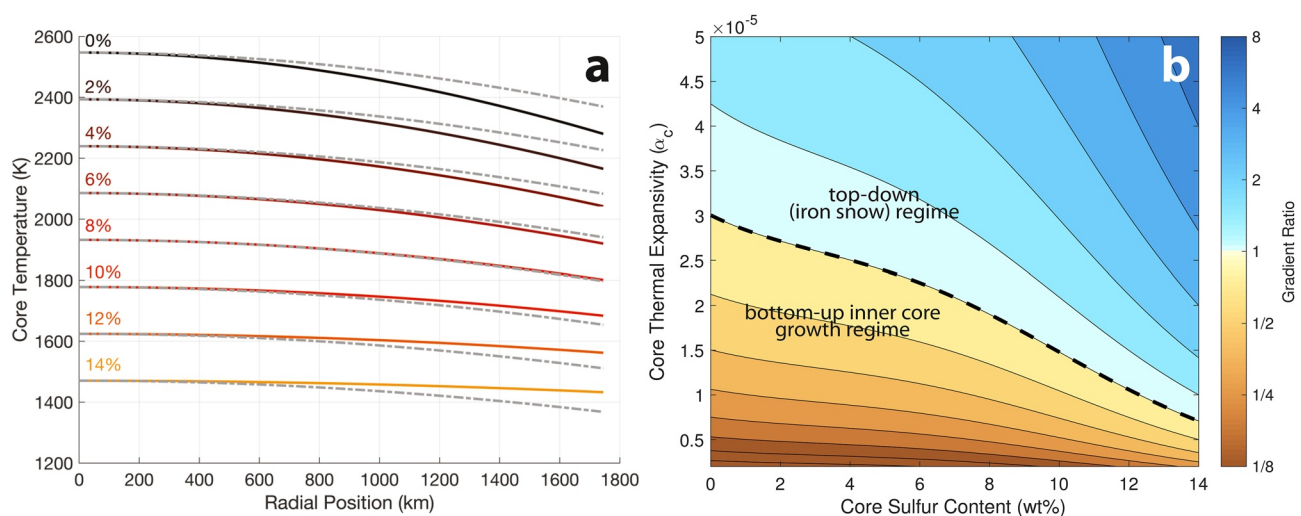 a
2600
2400
2200
2000
1800
1600
1400
1200
Core Temperature (K)
0%
2%
4%
6%
8%
10%
12%
14%
0 200 400 600 800 1000 1200 1400 1600 1800
Radial Position (km)
b
×10⁻⁵
5
4.5
4
3.5
3
2.5
2
1.5
1
0.5
Core Thermal Expansivity (α_c)
top-down
(iron snow) regime
bottom-up inner core
growth regime
0 2 4 6 8 10 12 14
Core Sulfur Content (wt%)
8
4
2
1
1/2
1/4
1/8
Gradient Ratio